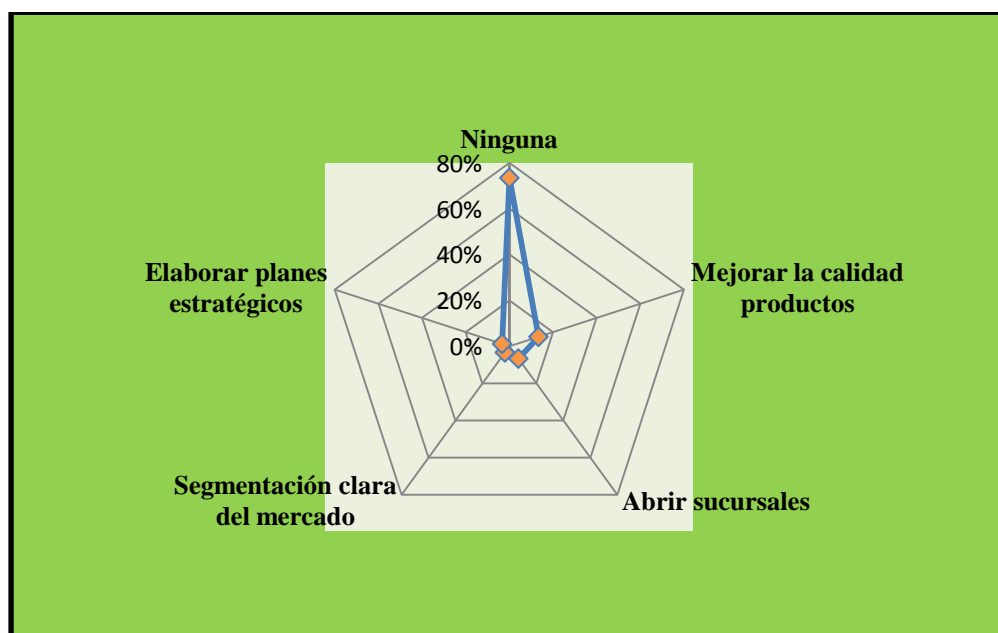 Ninguna
80%
60%
40%
20%
0%
Mejorar la calidad
productos
Abrir sucursales
Segmentación clara
del mercado
Elaborar planes
estratégicos